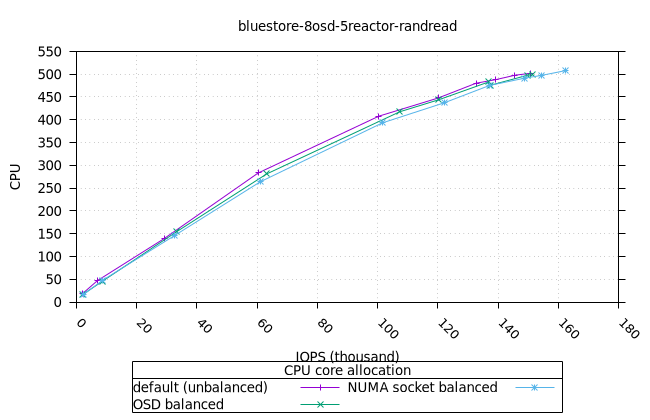 bluestore-8osd-5reactor-randread
550
500
450
400
350
300
250
200
150
100
50
0
CPU
0 20 40 60 80 100 120 140 160 180
IOPS (thousand)
CPU core allocation
default (unbalanced) NUMA socket balanced
OSD balanced